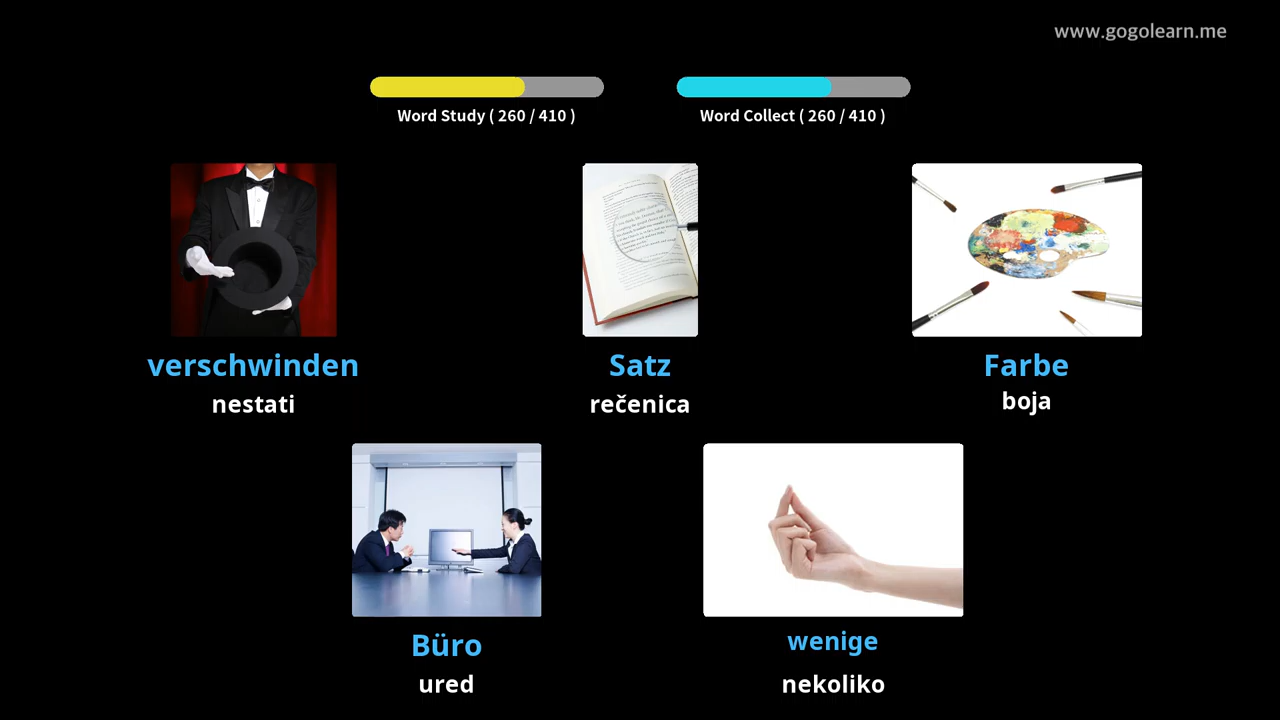 www.gogolearn.me
Word Study ( 260 / 410 )
Word Collect ( 260 / 410 )
verschwinden
nestati
Satz
rečenica
Farbe
boja
Büro
ured
wenige
nekoliko